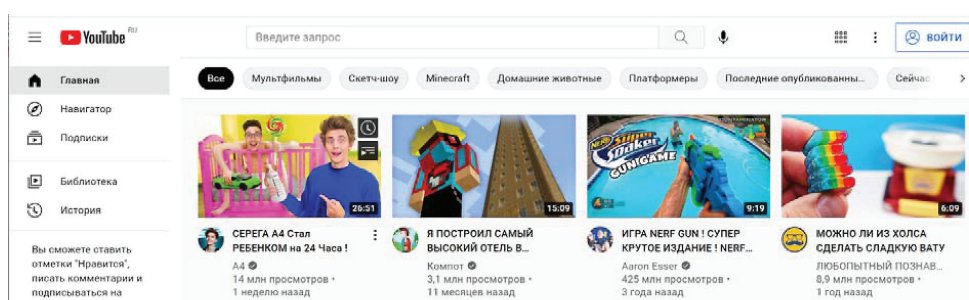 YouTube RU
Введите запрос
ВОЙТИ
Главная
Навигатор
Подписки
Библиотека
История
Вы сможете ставить
отметки "Нравится",
писать комментарии и
подписываться на
Все Мультфильмы Скетч-шоу Minecraft Домашние животные Платформеры Последние опубликованны... Сейчас
26:51
15:09
NERF Super
Soaker
GUN GAME
9:19
6:09
СЕРЕГА А4 Стал
РЕБЕНКОМ на 24 Часа !
А4
14 млн просмотров •
1 неделю назад
Я ПОСТРОИЛ САМЫЙ
ВЫСОКИЙ ОТЕЛЬ В...
Компот
3,1 млн просмотров •
11 месяцев назад
ИГРА NERF GUN ! СУПЕР
КРУТОЕ ИЗДАНИЕ ! NERF...
Aaron Esser
425 млн просмотров •
3 года назад
МОЖНО ЛИ ИЗ ХОЛСА
СДЕЛАТЬ СЛАДКУЮ ВАТУ
ЛЮБОПЫТНЫЙ ПОЗНАВ...
8,9 млн просмотров •
1 год назад